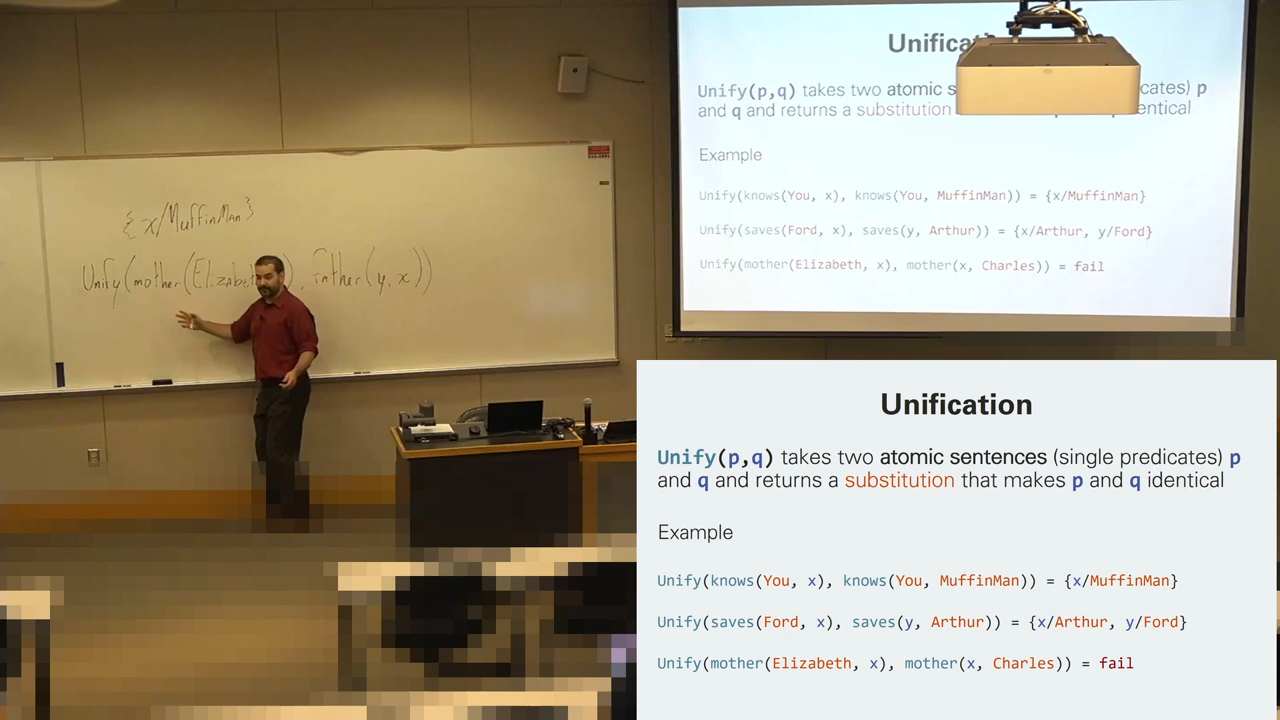 {x/MuffinMan}
Unify(mother(Eliz
(y,x))
Unifica
Unify(p,q) takes two atomic s cates) p
and q and returns a substitution entical
Example
Unify(knows(You, x), knows(You, MuffinMan)) = {x/MuffinMan}
Unify(saves(Ford, x), saves(y, Arthur)) = {x/Arthur, y/Ford}
Unify(mother(Elizabeth, x), mother(x, Charles)) = fail
Unification
Unify(p,q) takes two atomic sentences (single predicates) p
and q and returns a substitution that makes p and q identical
Example
Unify(knows(You, x), knows(You, MuffinMan)) = {x/MuffinMan}
Unify(saves(Ford, x), saves(y, Arthur)) = {x/Arthur, y/Ford}
Unify(mother(Elizabeth, x), mother(x, Charles)) = fail